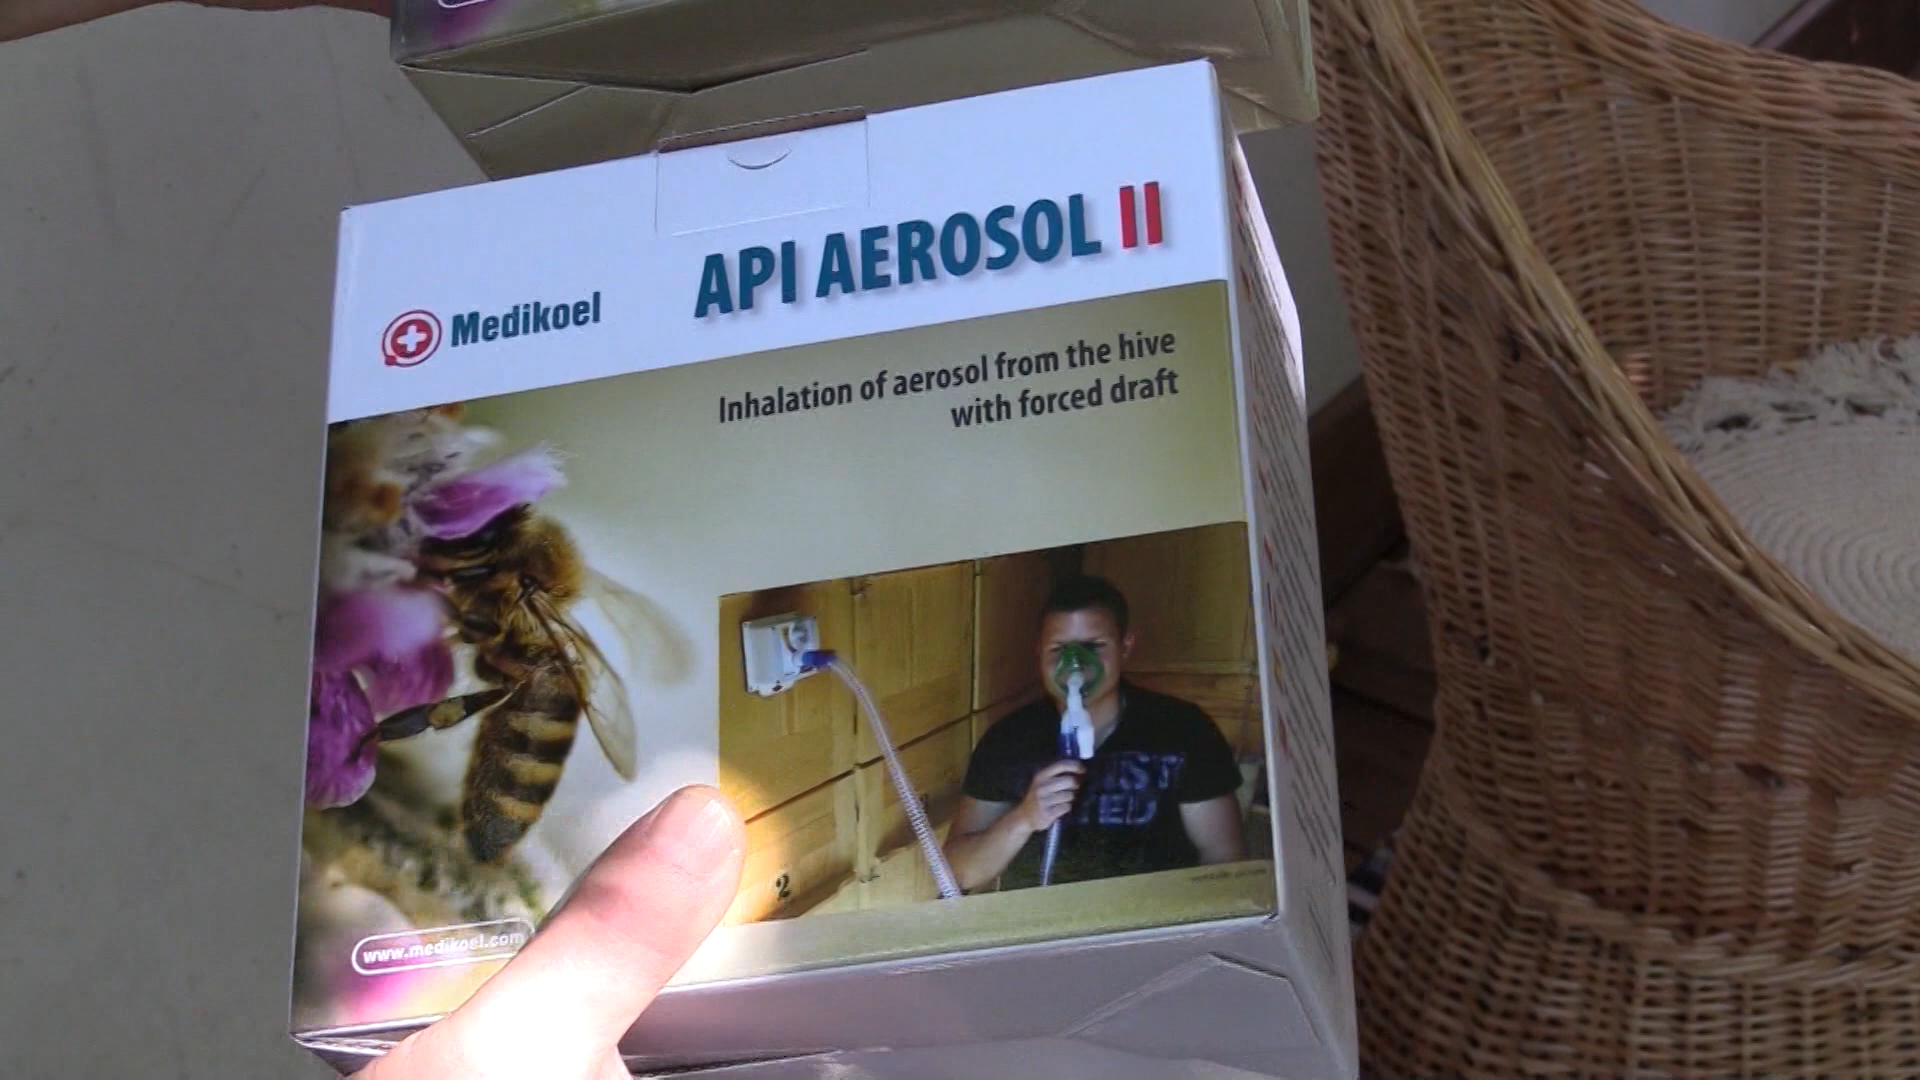 API AEROSOL II
Medikoel
Inhalation of aerosol from the hive
with forced draft
2
www.medikoel.com